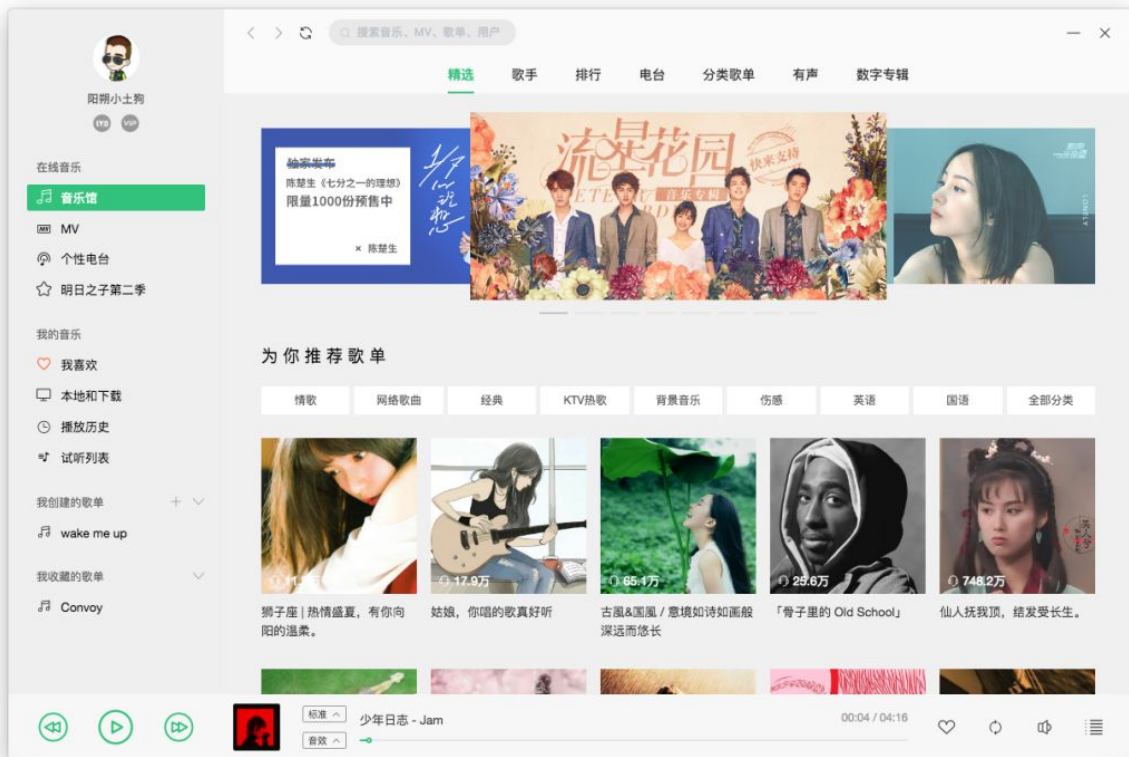 搜索音乐、MV、歌单、用户
精选 歌手 排行 电台 分类歌单 有声 数字专辑
阳朔小土狗
VIP
在线音乐
音乐馆
MV
个性电台
明日之子第二季
我的音乐
我喜欢
本地和下载
播放历史
试听列表
我创建的歌单
wake me up
我收藏的歌单
Convoy
独家发布
陈楚生《七分之一的理想》
限量1000份预售中
× 陈楚生
流星花园
快来支持
音乐专辑
LONELY
为你推荐歌单
情歌 网络歌曲 经典 KTV热歌 背景音乐 伤感 英语 国语 全部分类
17.9万
65.1万
25.6万
748.2万
狮子座 | 热情盛夏，有你向
阳的温柔。
姑娘，你唱的歌真好听
古風&国風 / 意境如诗如画般
深远而悠长
「骨子里的 Old School」
仙人抚我顶，结发受长生。
标准
音效
少年日志 - Jam
00:04 / 04:16